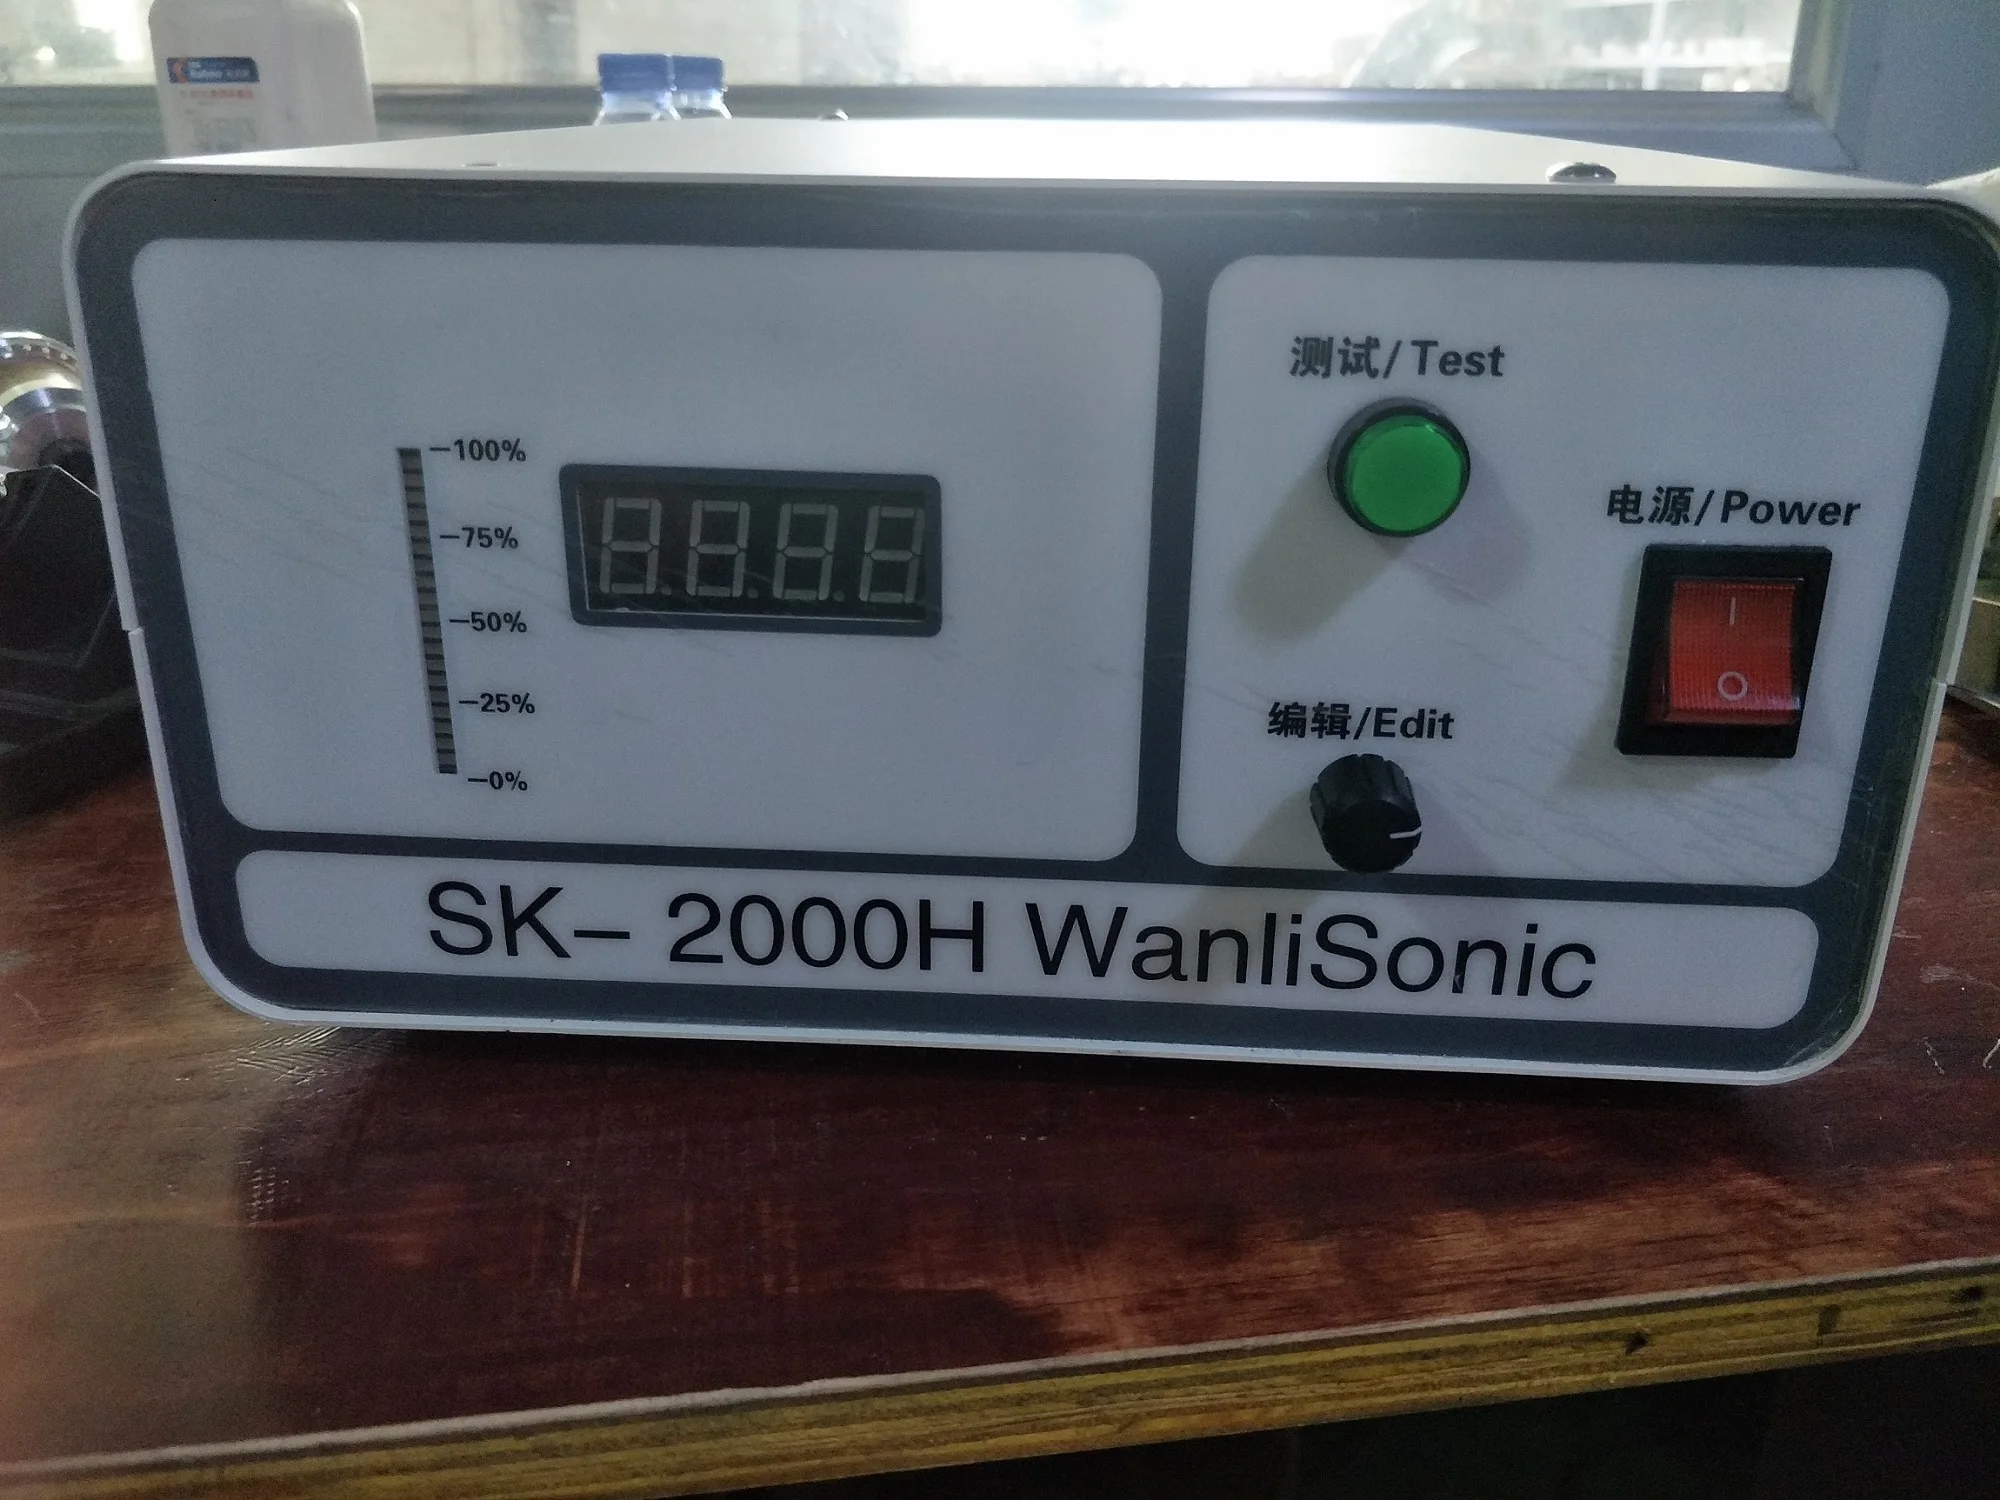 测试/Test
-100%
-75%
-50%
-25%
-0%
电源/Power
I
O
编辑/Edit
SK- 2000H WanliSonic